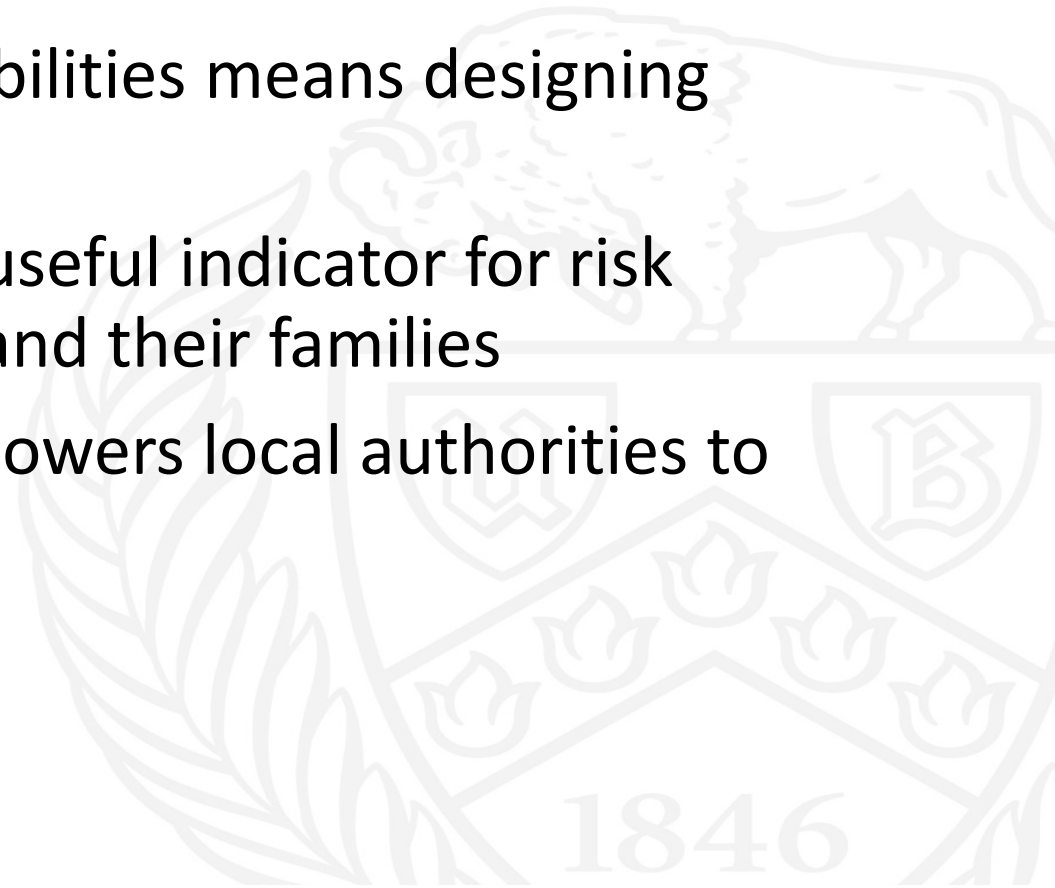 bilities means designing
useful indicator for risk
and their families
owers local authorities to
U B
1846